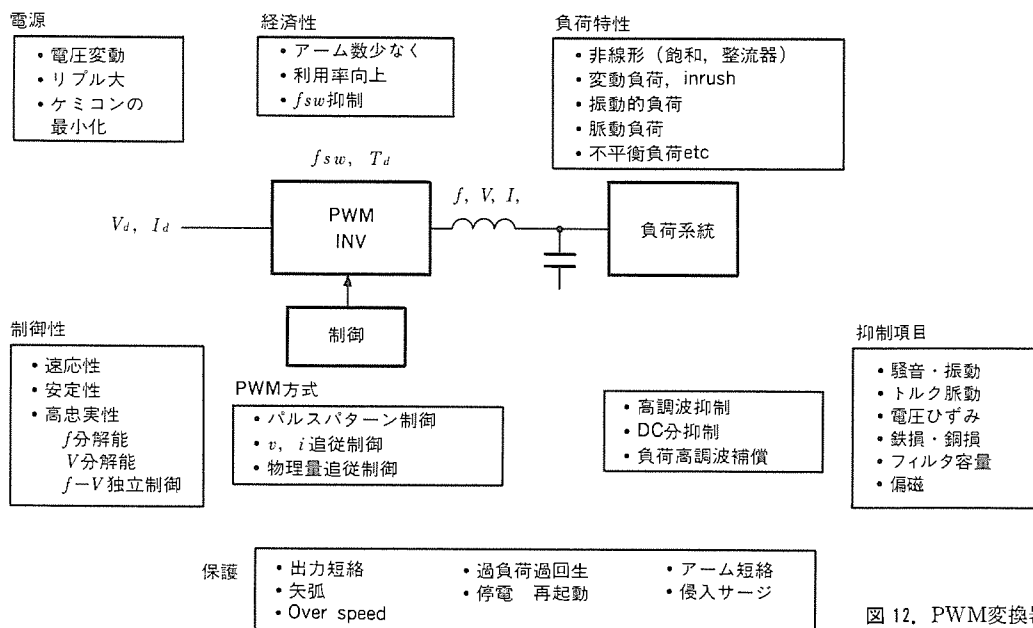 電源
・電圧変動
・リプル大
・ケミコンの
最小化
経済性
・アーム数少なく
・利用率向上
・fsw抑制
負荷特性
・非線形（飽和，整流器）
・変動負荷，inrush
・振動的負荷
・脈動負荷
・不平衡負荷etc
fsw, Td
Vd, Id
PWM
INV
f, V, I,
負荷系統
制御
制御性
・速応性
・安定性
・高忠実性
f分解能
V分解能
f－V独立制御
PWM方式
・パルスパターン制御
・v, i追従制御
・物理量追従制御
・高調波抑制
・DC分抑制
・負荷高調波補償
抑制項目
・騒音・振動
・トルク脈動
・電圧ひずみ
・鉄損・銅損
・フィルタ容量
・偏磁
保護
・出力短絡
・矢弧
・Over speed
・過負荷過回生
・停電 再起動
・アーム短絡
・侵入サージ
図 12. PWM変換